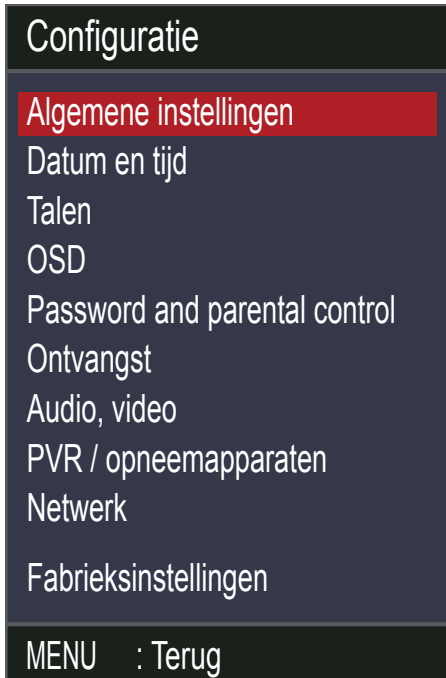 Configuratie
Algemene instellingen
Datum en tijd
Talen
OSD
Password and parental control
Ontvangst
Audio, video
PVR / opneemapparaten
Netwerk
Fabrieksinstellingen
MENU : Terug